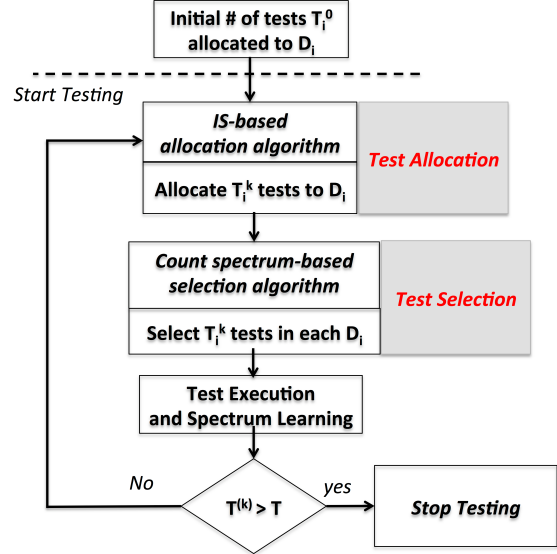 Initial # of tests Tᵢ⁰
allocated to Dᵢ
Start Testing
IS-based
allocation algorithm
Test Allocation
Allocate Tᵢᵏ tests to Dᵢ
Count spectrum-based
selection algorithm
Test Selection
Select Tᵢᵏ tests in each Dᵢ
Test Execution
and Spectrum Learning
No
T⁽ᵏ⁾ > T
yes
Stop Testing